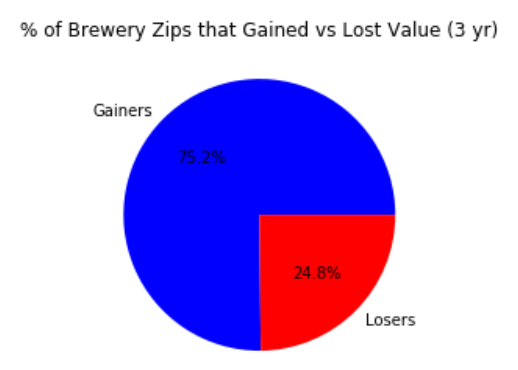 % of Brewery Zips that Gained vs Lost Value (3 yr)
Gainers
75.2%
24.8%
Losers